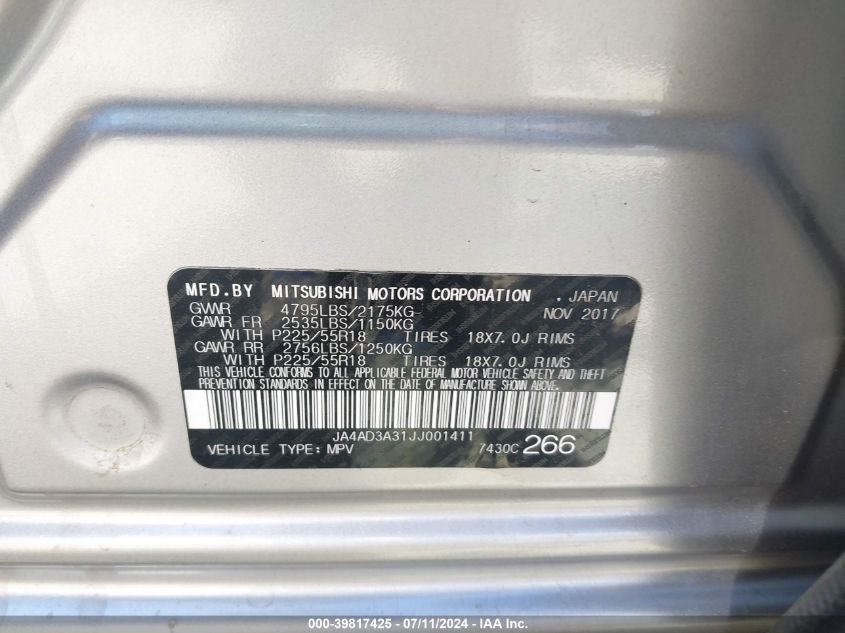 MFD.BY MITSUBISHI MOTORS CORPORATION . JAPAN
GVWR 4795LBS/2175KG NOV 2017
GAWR FR 2535LBS/1150KG
WITH P225/55R18 TIRES 18X7.0J RIMS
GAWR RR 2756LBS/1250KG
WITH P225/55R18 TIRES 18X7.0J RIMS
THIS VEHICLE CONFORMS TO ALL APPLICABLE FEDERAL MOTOR VEHICLE SAFETY AND THEFT
PREVENTION STANDARDS IN EFFECT ON THE DATE OF MANUFACTURE SHOWN ABOVE.
JA4AD3A31JJ001411
VEHICLE TYPE: MPV 7430C 266
000-39817425 - 07/11/2024 - IAA Inc.